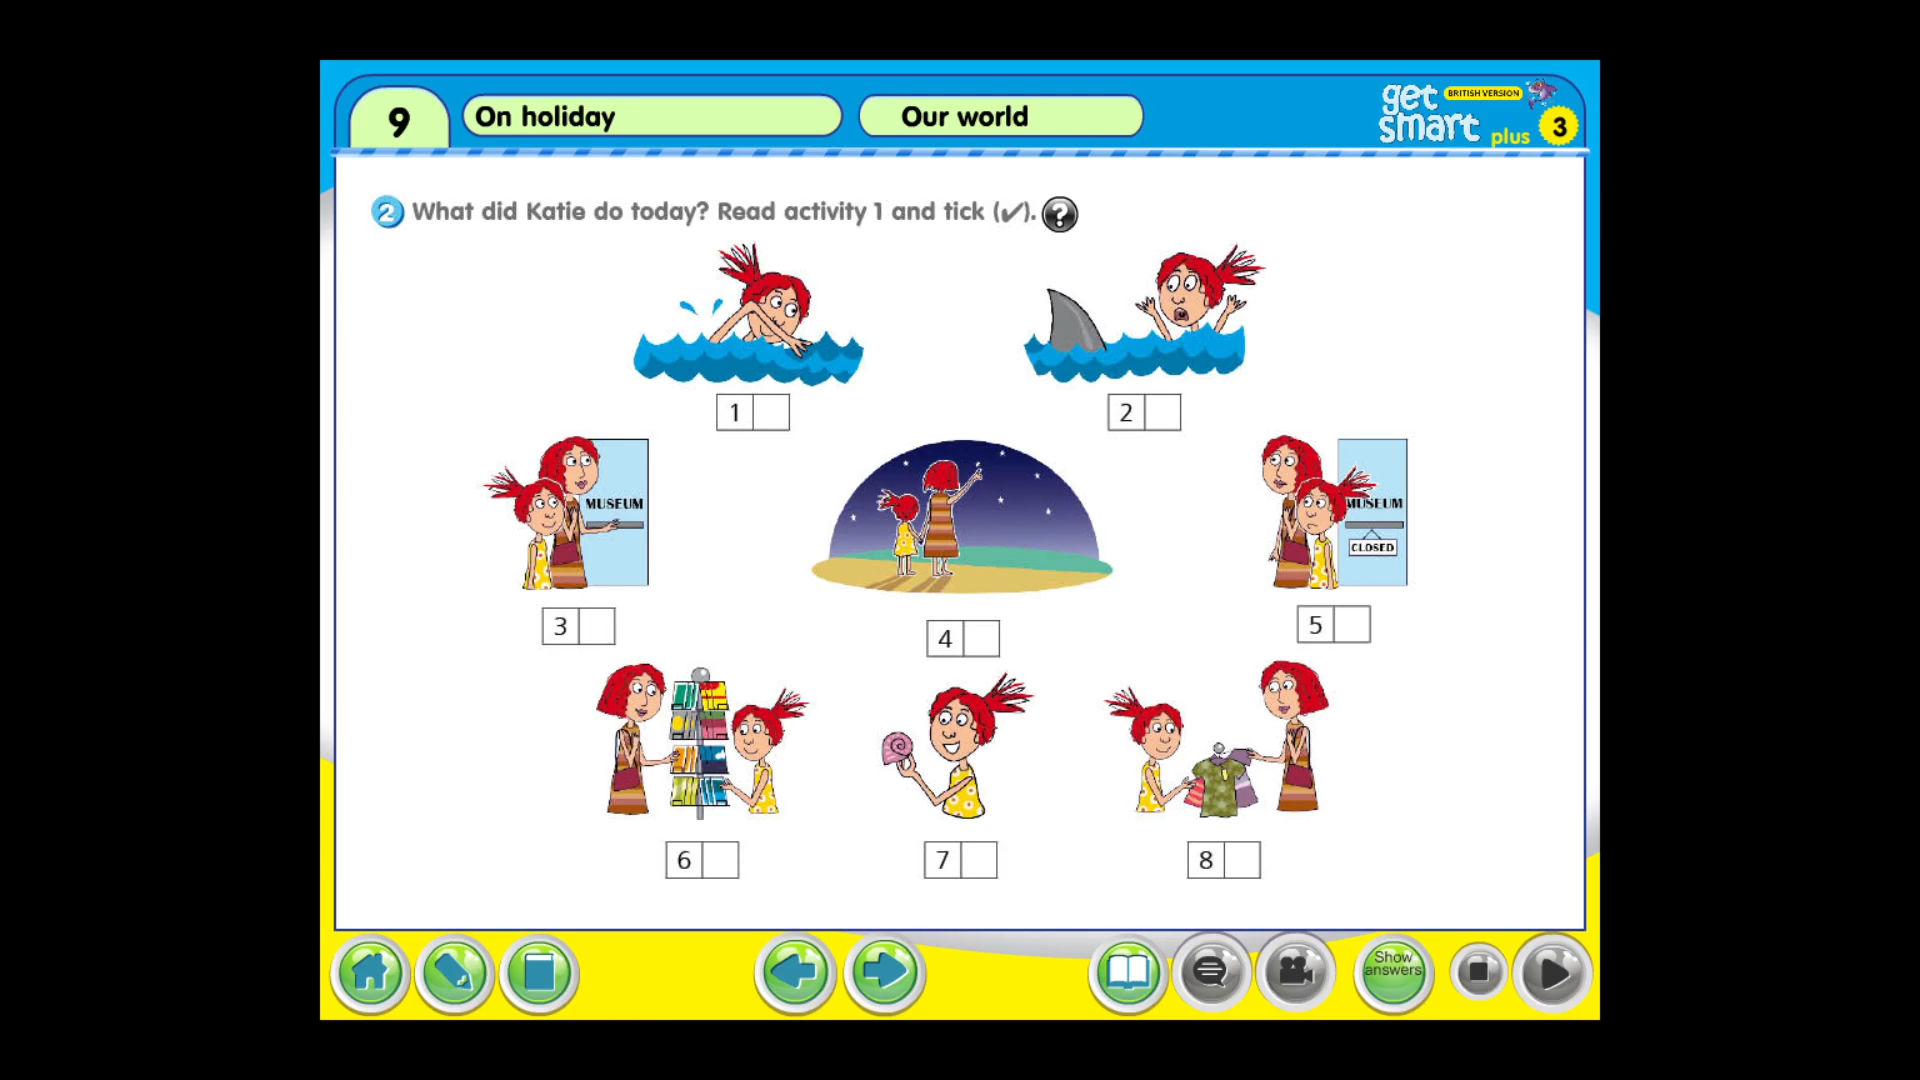 9 On holiday Our world
get smart plus 3 BRITISH VERSION
2 What did Katie do today? Read activity 1 and tick (✔). ?
1
2
MUSEUM
3
4
MUSEUM
CLOSED
5
6
7
8
Show
answers